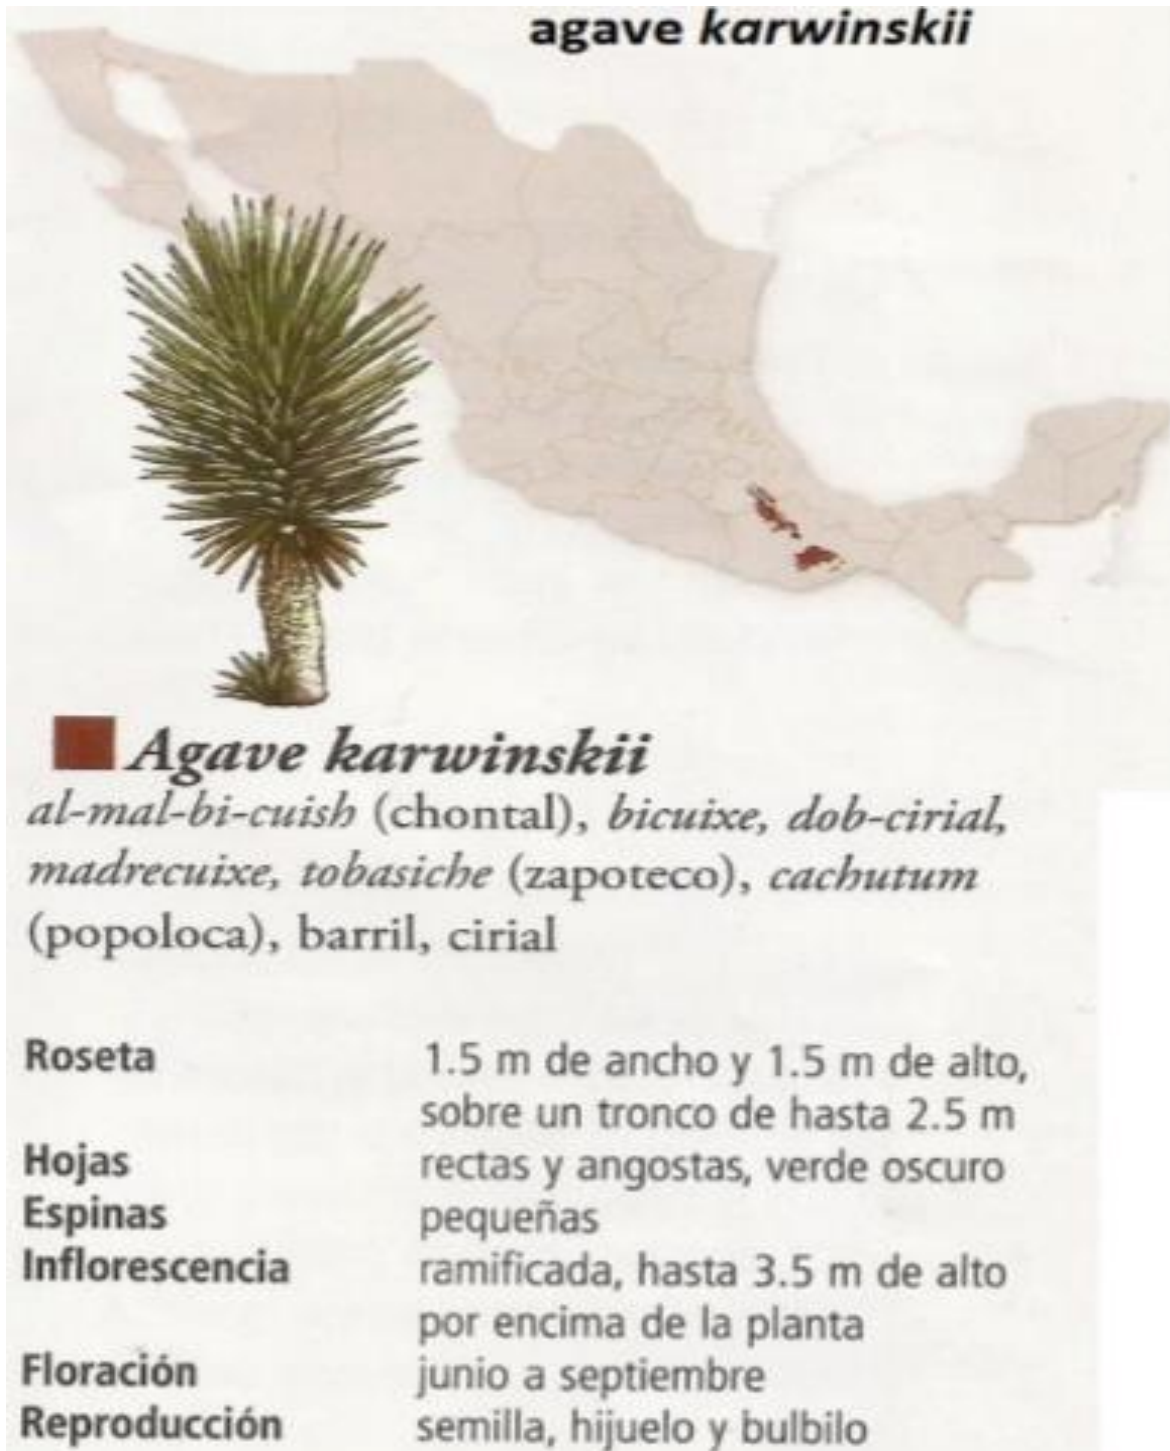 agave karwinskii
Agave karwinskii
al-mal-bi-cuish (chontal), bicuixe, dob-cirial,
madrecuixe, tobasiche (zapoteco), cachutum
(popoloca), barril, cirial
Roseta 1.5 m de ancho y 1.5 m de alto,
sobre un tronco de hasta 2.5 m
Hojas rectas y angostas, verde oscuro
Espinas pequeñas
Inflorescencia ramificada, hasta 3.5 m de alto
por encima de la planta
Floración junio a septiembre
Reproducción semilla, hijuelo y bulbilo